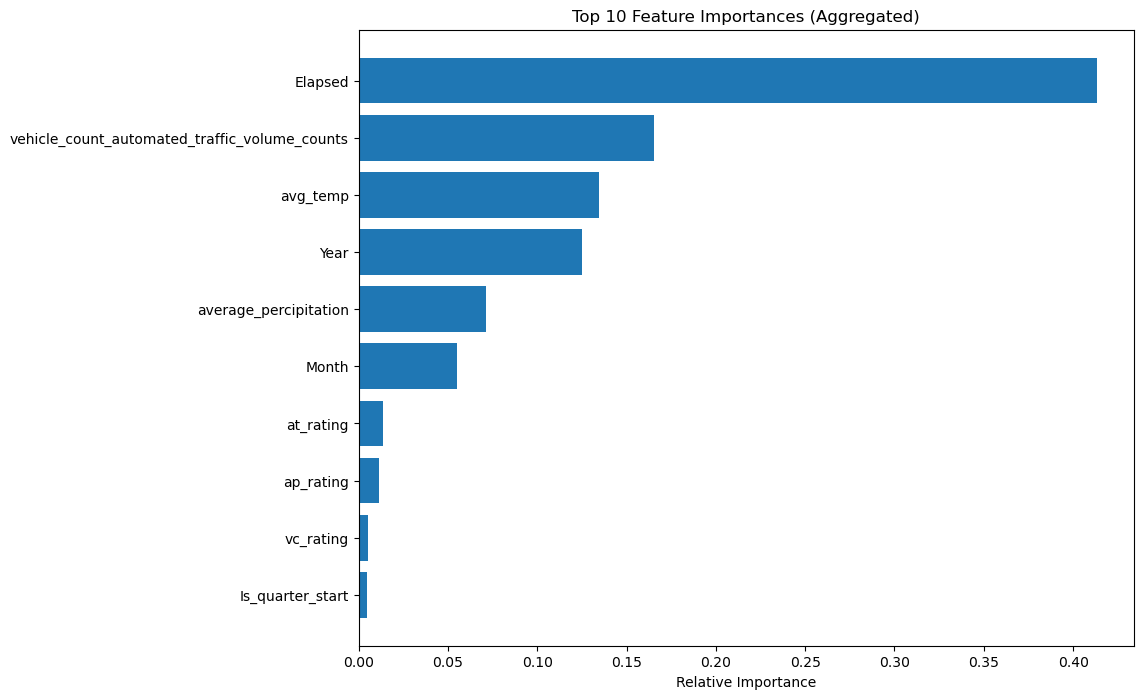 Top 10 Feature Importances (Aggregated)
Elapsed
vehicle_count_automated_traffic_volume_counts
avg_temp
Year
average_percipitation
Month
at_rating
ap_rating
vc_rating
Is_quarter_start
0.00 0.05 0.10 0.15 0.20 0.25 0.30 0.35 0.40
Relative Importance